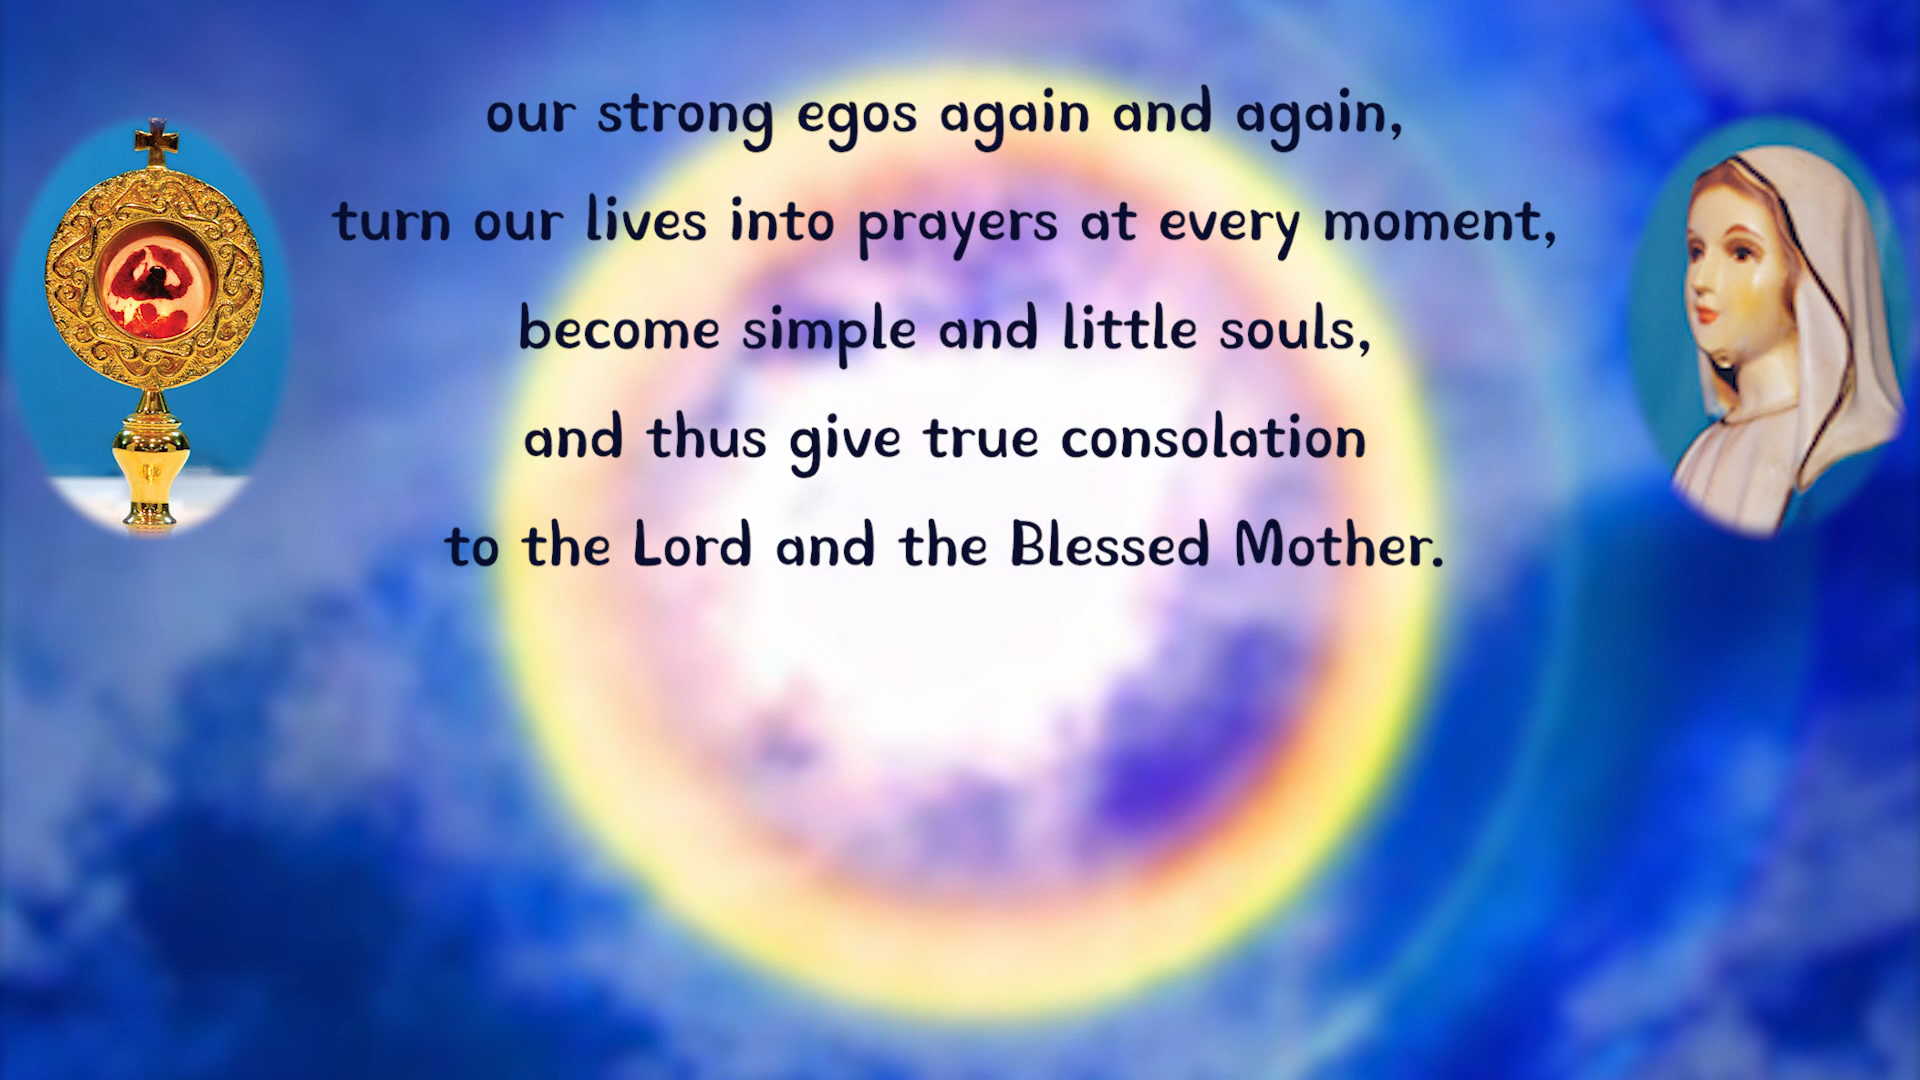 our strong egos again and again,
turn our lives into prayers at every moment,
become simple and little souls,
and thus give true consolation
to the Lord and the Blessed Mother.